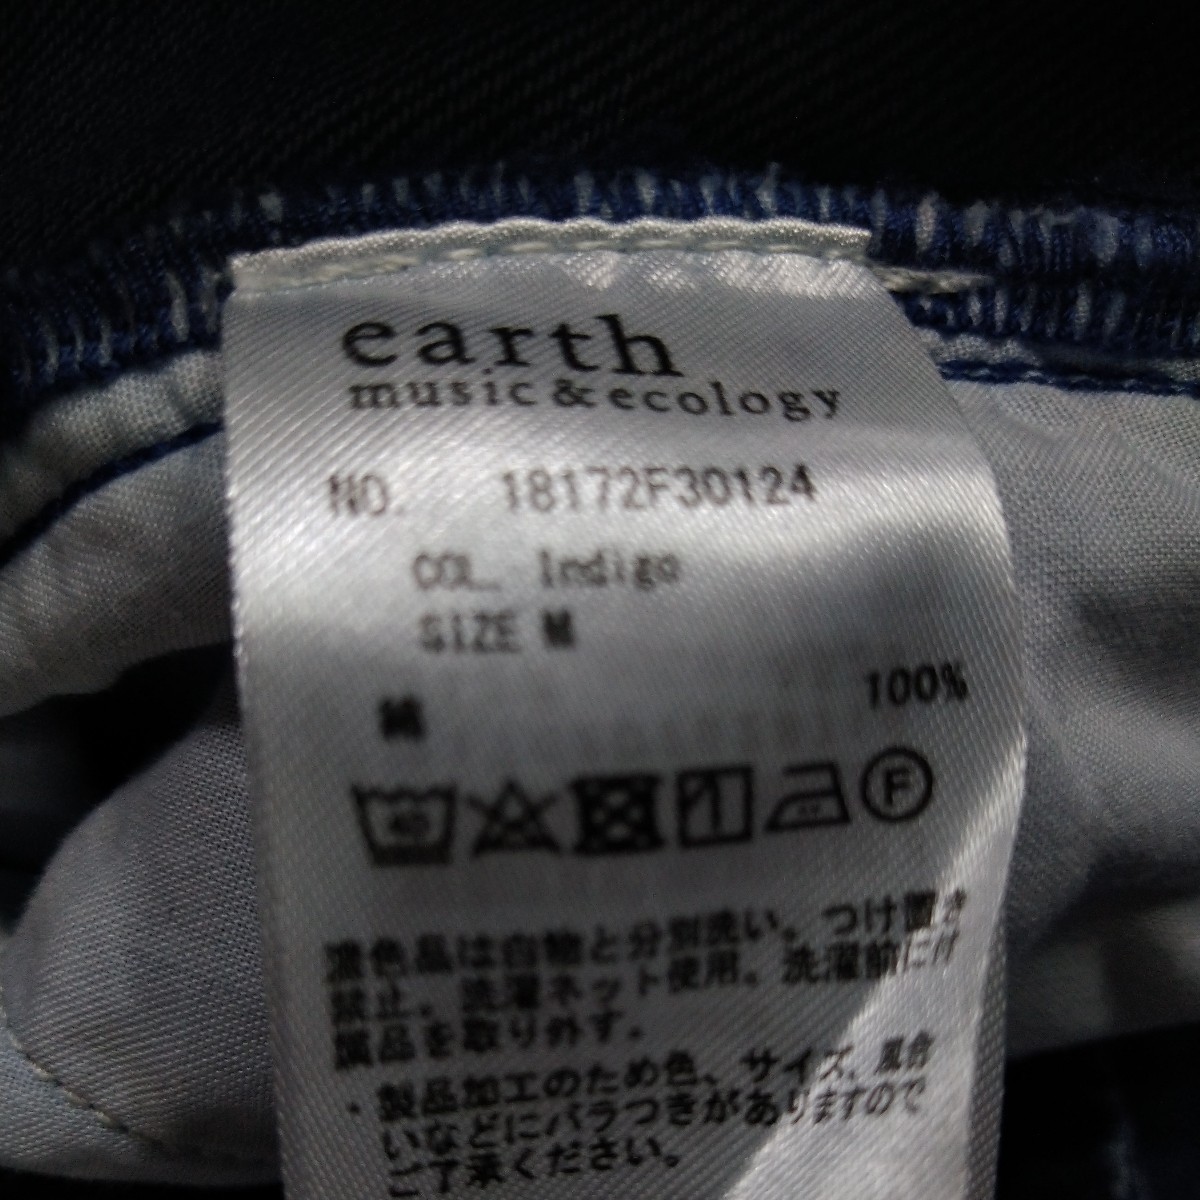 earth
music&ecology
NO. 18172F30124
COL. Indigo
SIZE M
綿 100%
40 F
濃色品は白物と分別洗い。つけ置き
禁止。洗濯ネット使用。洗濯前に付
属品を取り外す。
・製品加工のため色、サイズ、風合
いなどにバラつきがありますので
ご了承ください。